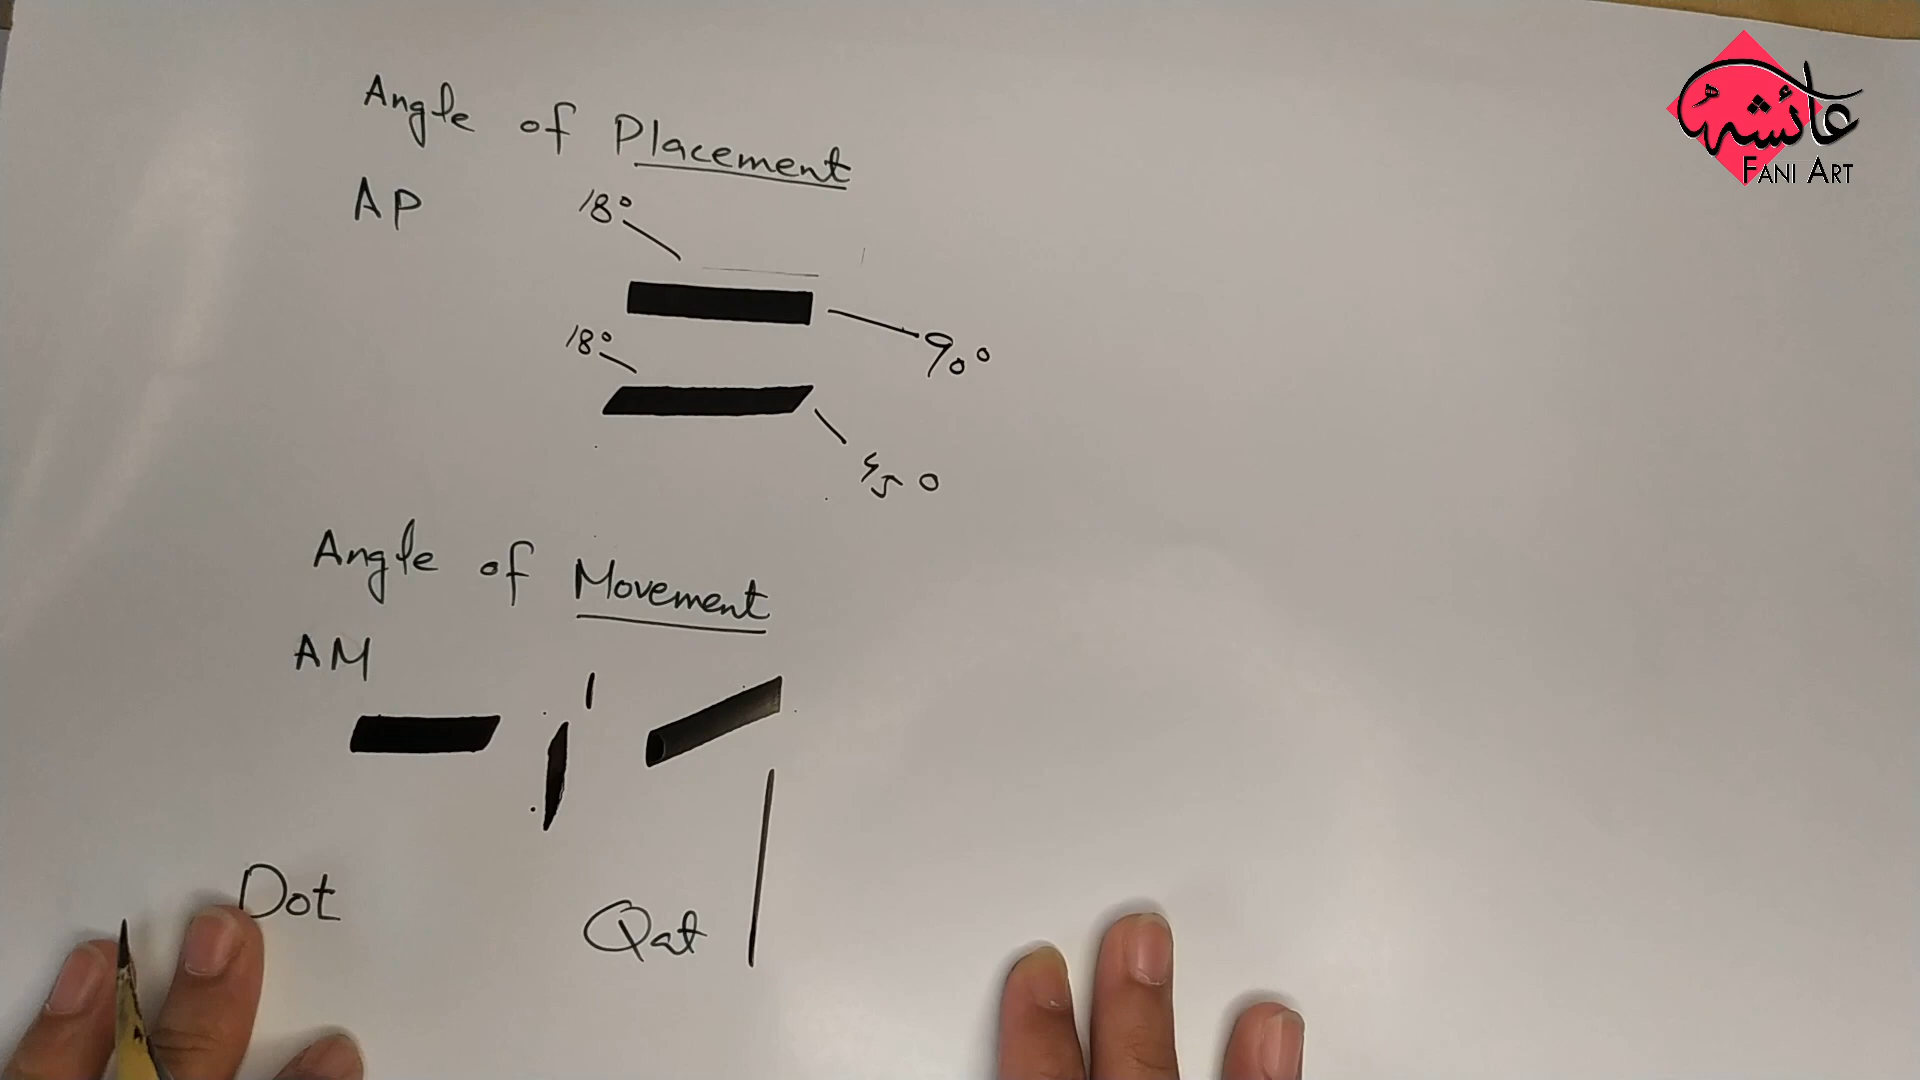 Angle of Placement
AP
18°
90°
18°
45°
Angle of Movement
AM
Dot
Qat
عائشہ
FANI ART